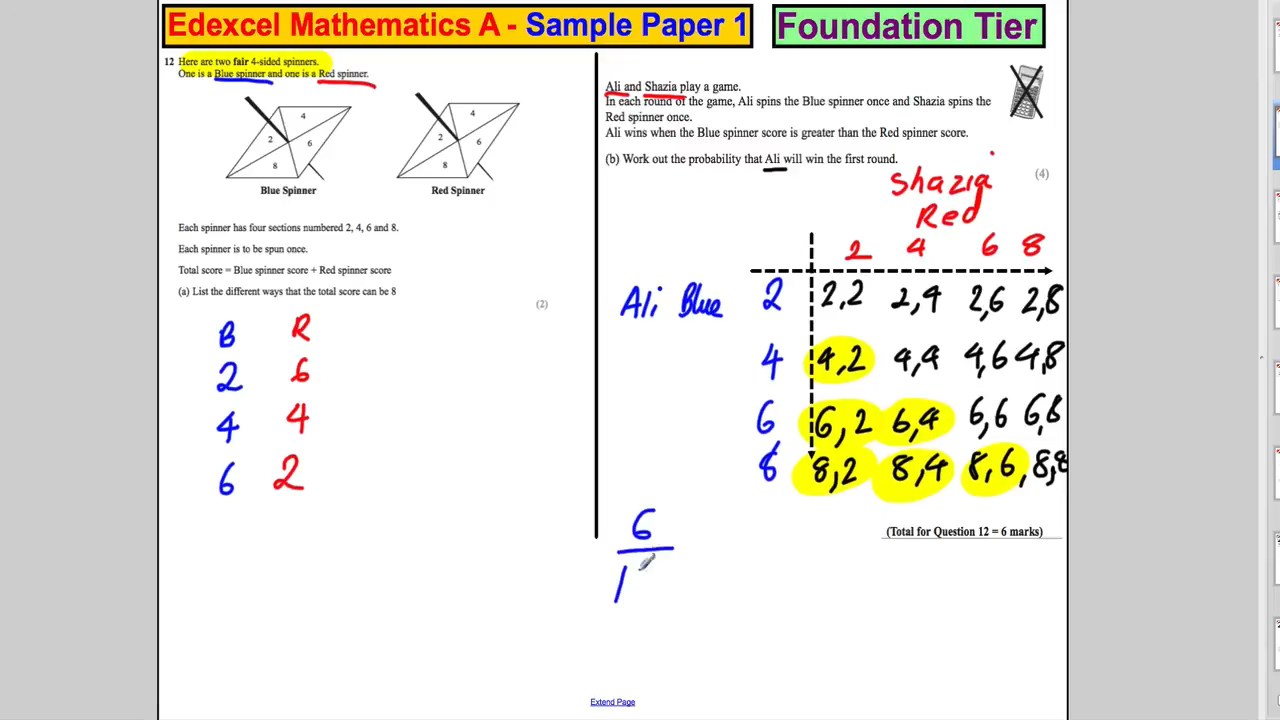 Edexcel Mathematics A - Sample Paper 1
Foundation Tier
12 Here are two fair 4-sided spinners.
One is a Blue spinner and one is a Red spinner.
4
2
6
8
Blue Spinner
4
2
6
8
Red Spinner
Each spinner has four sections numbered 2, 4, 6 and 8.
Each spinner is to be spun once.
Total score = Blue spinner score + Red spinner score
(a) List the different ways that the total score can be 8
(2)
B R
2 6
4 4
6 2
Ali and Shazia play a game.
In each round of the game, Ali spins the Blue spinner once and Shazia spins the
Red spinner once.
Ali wins when the Blue spinner score is greater than the Red spinner score.
(b) Work out the probability that Ali will win the first round.
(4)
Shazia
Red
2 4 6 8
Ali Blue 2 2,2 2,4 2,6 2,8
4 4,2 4,4 4,6 4,8
6 6,2 6,4 6,6 6,8
8 8,2 8,4 8,6, 8,8
6
1
(Total for Question 12 = 6 marks)
Extend Page